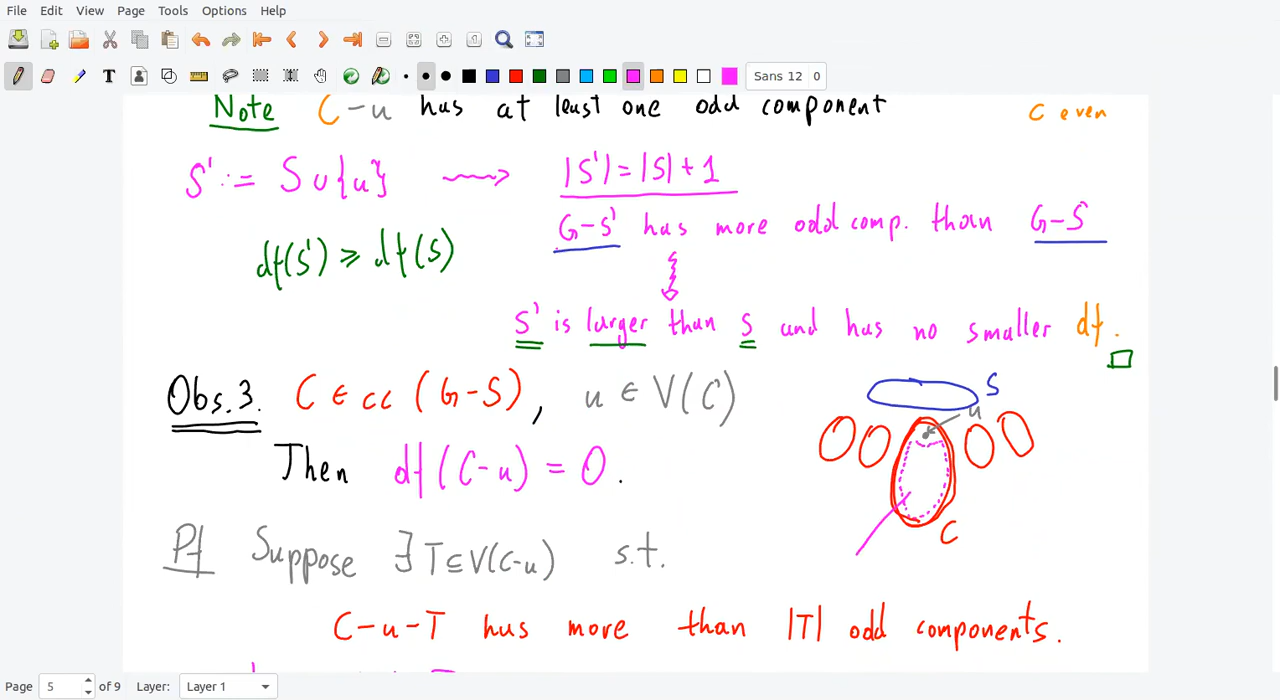 File Edit View Page Tools Options Help
Sans 12 0
Note C-u has at least one odd component
C even
S' := S ∪ {u} ⇝ |S'| = |S| + 1
G-S' has more odd comp. than G-S
df(S') ≥ df(S)
S' is larger than S and has no smaller df.
Obs.3. C ∈ cc (G-S), u ∈ V(C)
S
u
Then df(C-u) = 0.
C
Pf Suppose ∃ T ⊆ V(C-u) s.t.
C-u-T has more than |T| odd components.
Page 5 of 9 Layer: Layer 1